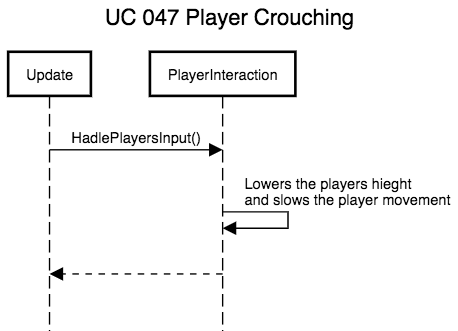 UC 047 Player Crouching
Update
PlayerInteraction
HadlePlayersInput()
Lowers the players hieght
and slows the player movement